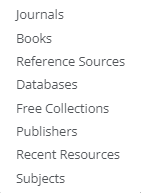 Journals
Books
Reference Sources
Databases
Free Collections
Publishers
Recent Resources
Subjects